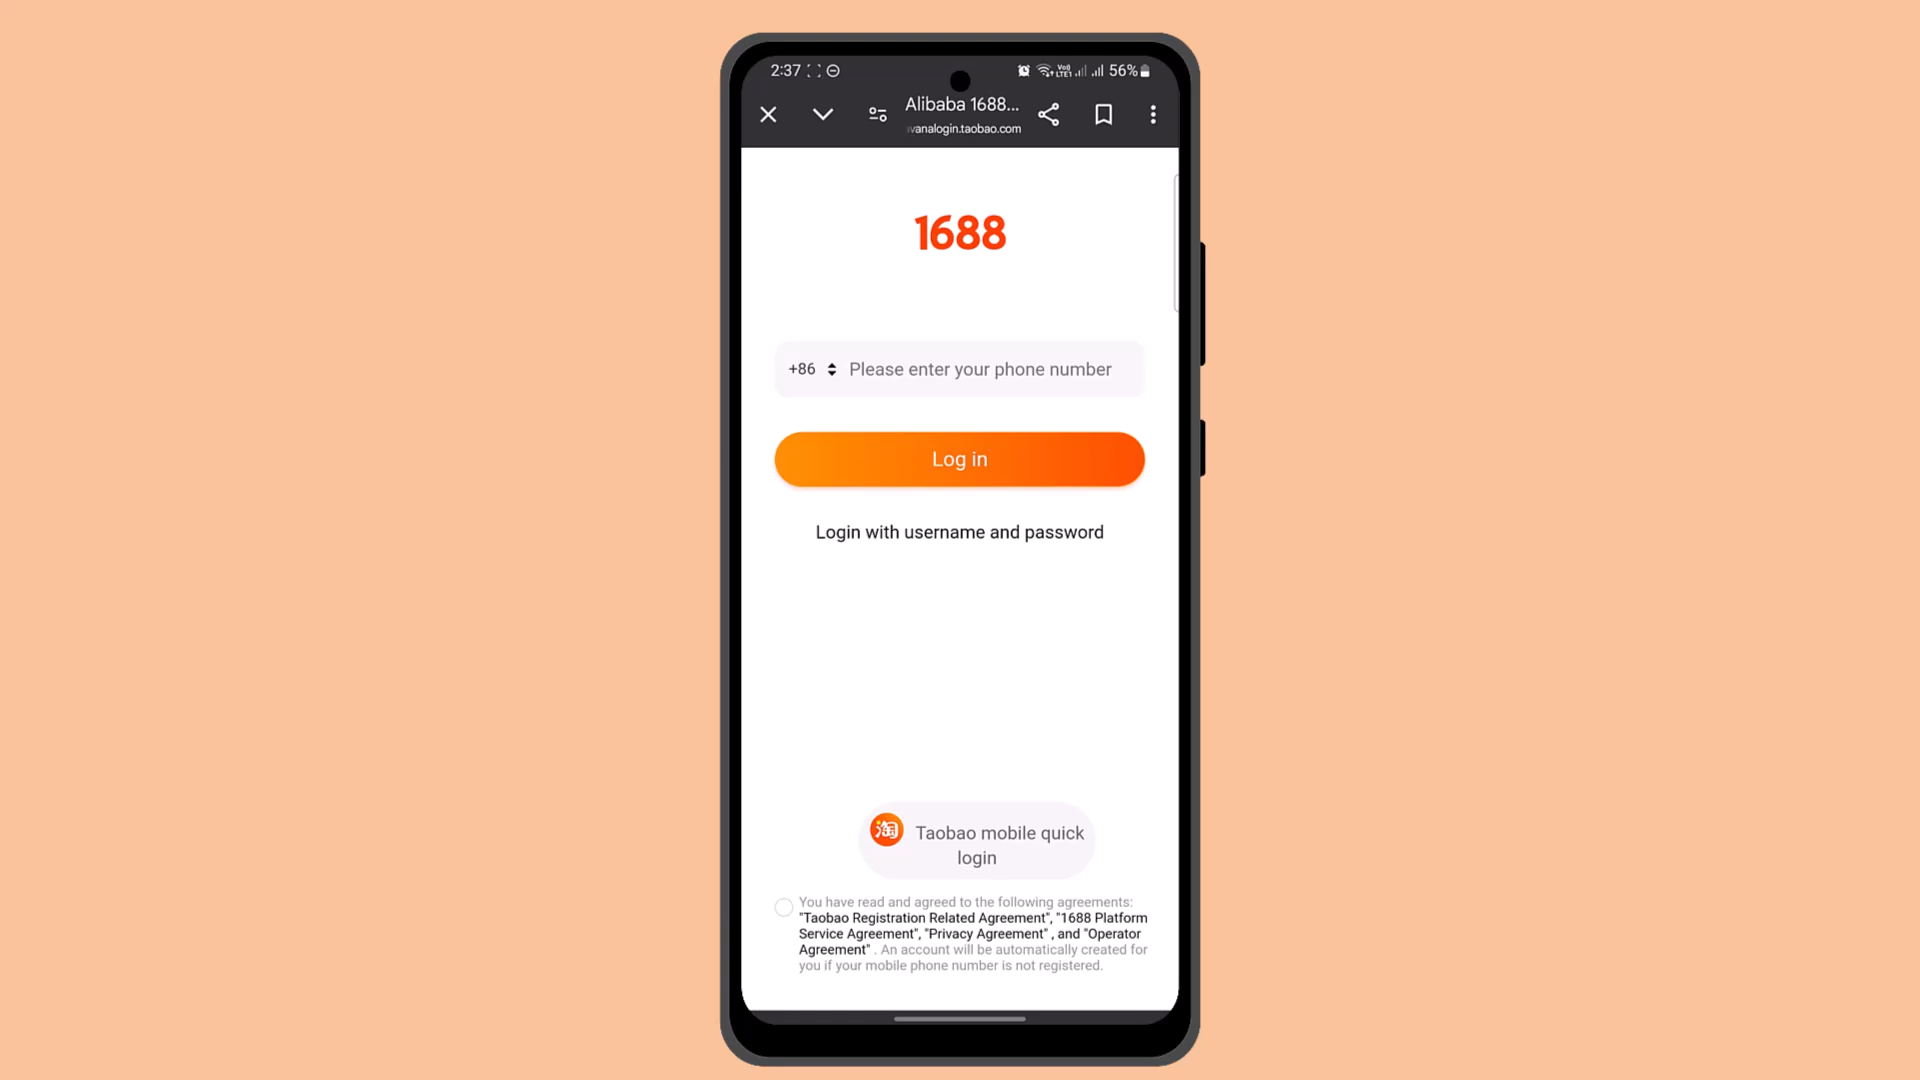 2:37
56%
Alibaba 1688...
vanalogin.taobao.com
1688
+86 Please enter your phone number
Log in
Login with username and password
淘 Taobao mobile quick
login
You have read and agreed to the following agreements:
"Taobao Registration Related Agreement", "1688 Platform
Service Agreement", "Privacy Agreement" , and "Operator
Agreement" . An account will be automatically created for
you if your mobile phone number is not registered.